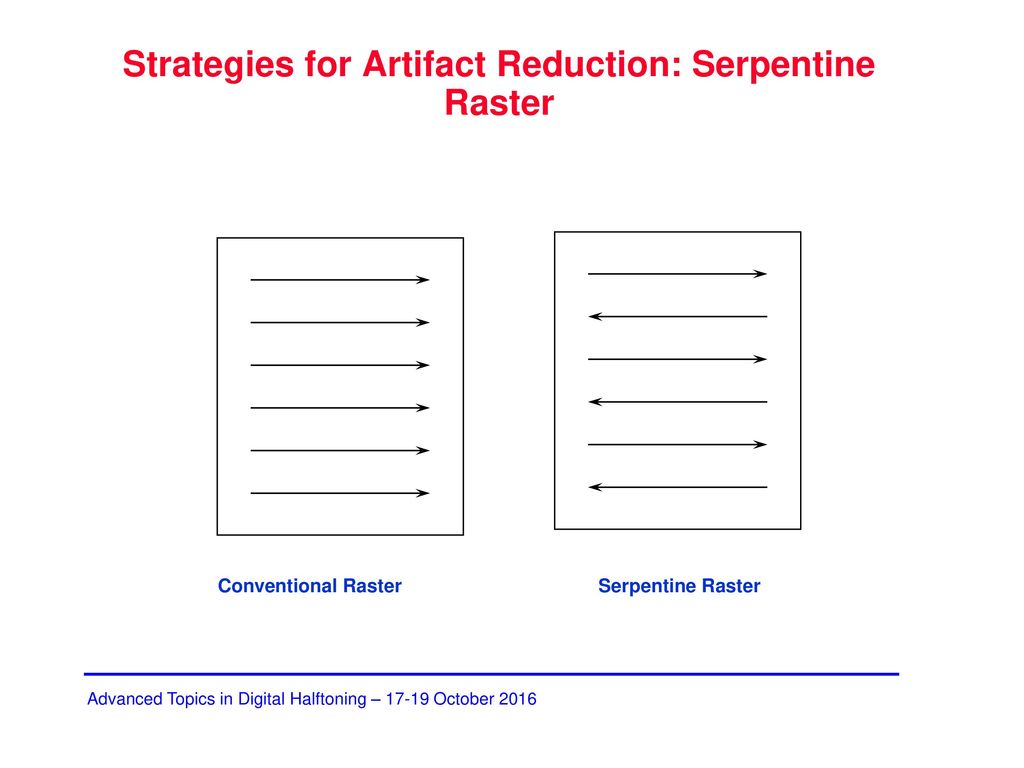 Strategies for Artifact Reduction: Serpentine
Raster
Conventional Raster
Serpentine Raster
Advanced Topics in Digital Halftoning – 17-19 October 2016